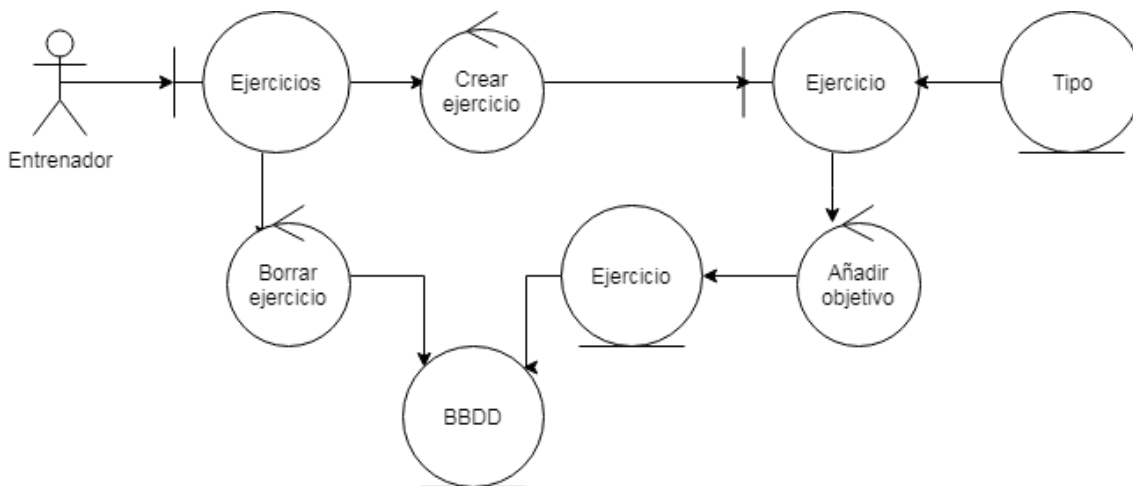 Ejercicios
Crear
ejercicio
Ejercicio
Tipo
Entrenador
Borrar
ejercicio
Ejercicio
Añadir
objetivo
BBDD